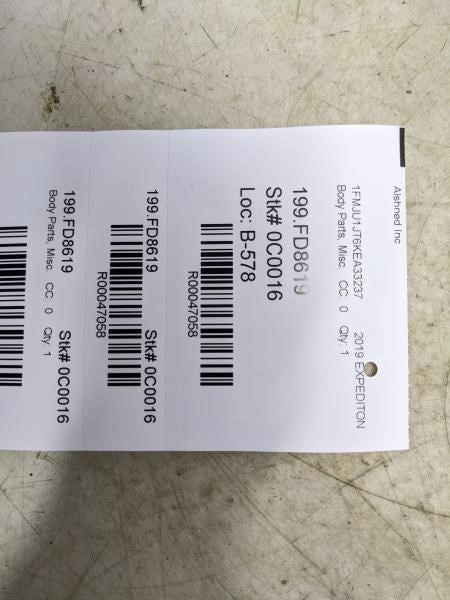 Alshned Inc
1FMJU1JT6KEA33237 2019 EXPEDITON
Body Parts, Misc. CC: 0 Qty: 1
199.FD8619
Stk# 0C0016
Loc: B-578
R00047058
199.FD8619 Stk# 0C0016
R00047058
199.FD8619 Stk# 0C0016
Body Parts, Misc. CC: 0 Qty: 1